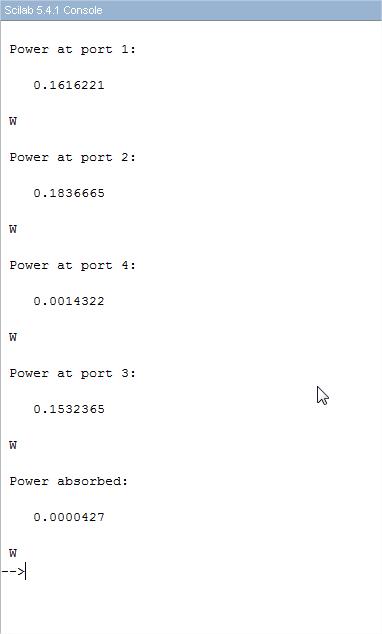 Scilab 5.4.1 Console
Power at port 1:
0.1616221
W
Power at port 2:
0.1836665
W
Power at port 4:
0.0014322
W
Power at port 3:
0.1532365
W
Power absorbed:
0.0000427
W
-->